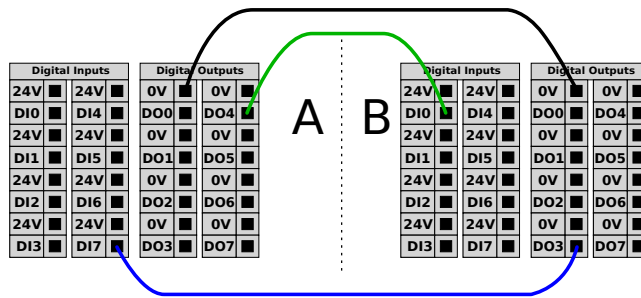 Digital Inputs Digital Outputs Digital Inputs Digital Outputs
24V 24V 0V 0V 24V 24V 0V 0V
DI0 DI4 DO0 DO4 A B DI0 DI4 DO0 DO4
24V 24V 0V 0V 24V 24V 0V 0V
DI1 DI5 DO1 DO5 DI1 DI5 DO1 DO5
24V 24V 0V 0V 24V 24V 0V 0V
DI2 DI6 DO2 DO6 DI2 DI6 DO2 DO6
24V 24V 0V 0V 24V 24V 0V 0V
DI3 DI7 DO3 DO7 DI3 DI7 DO3 DO7